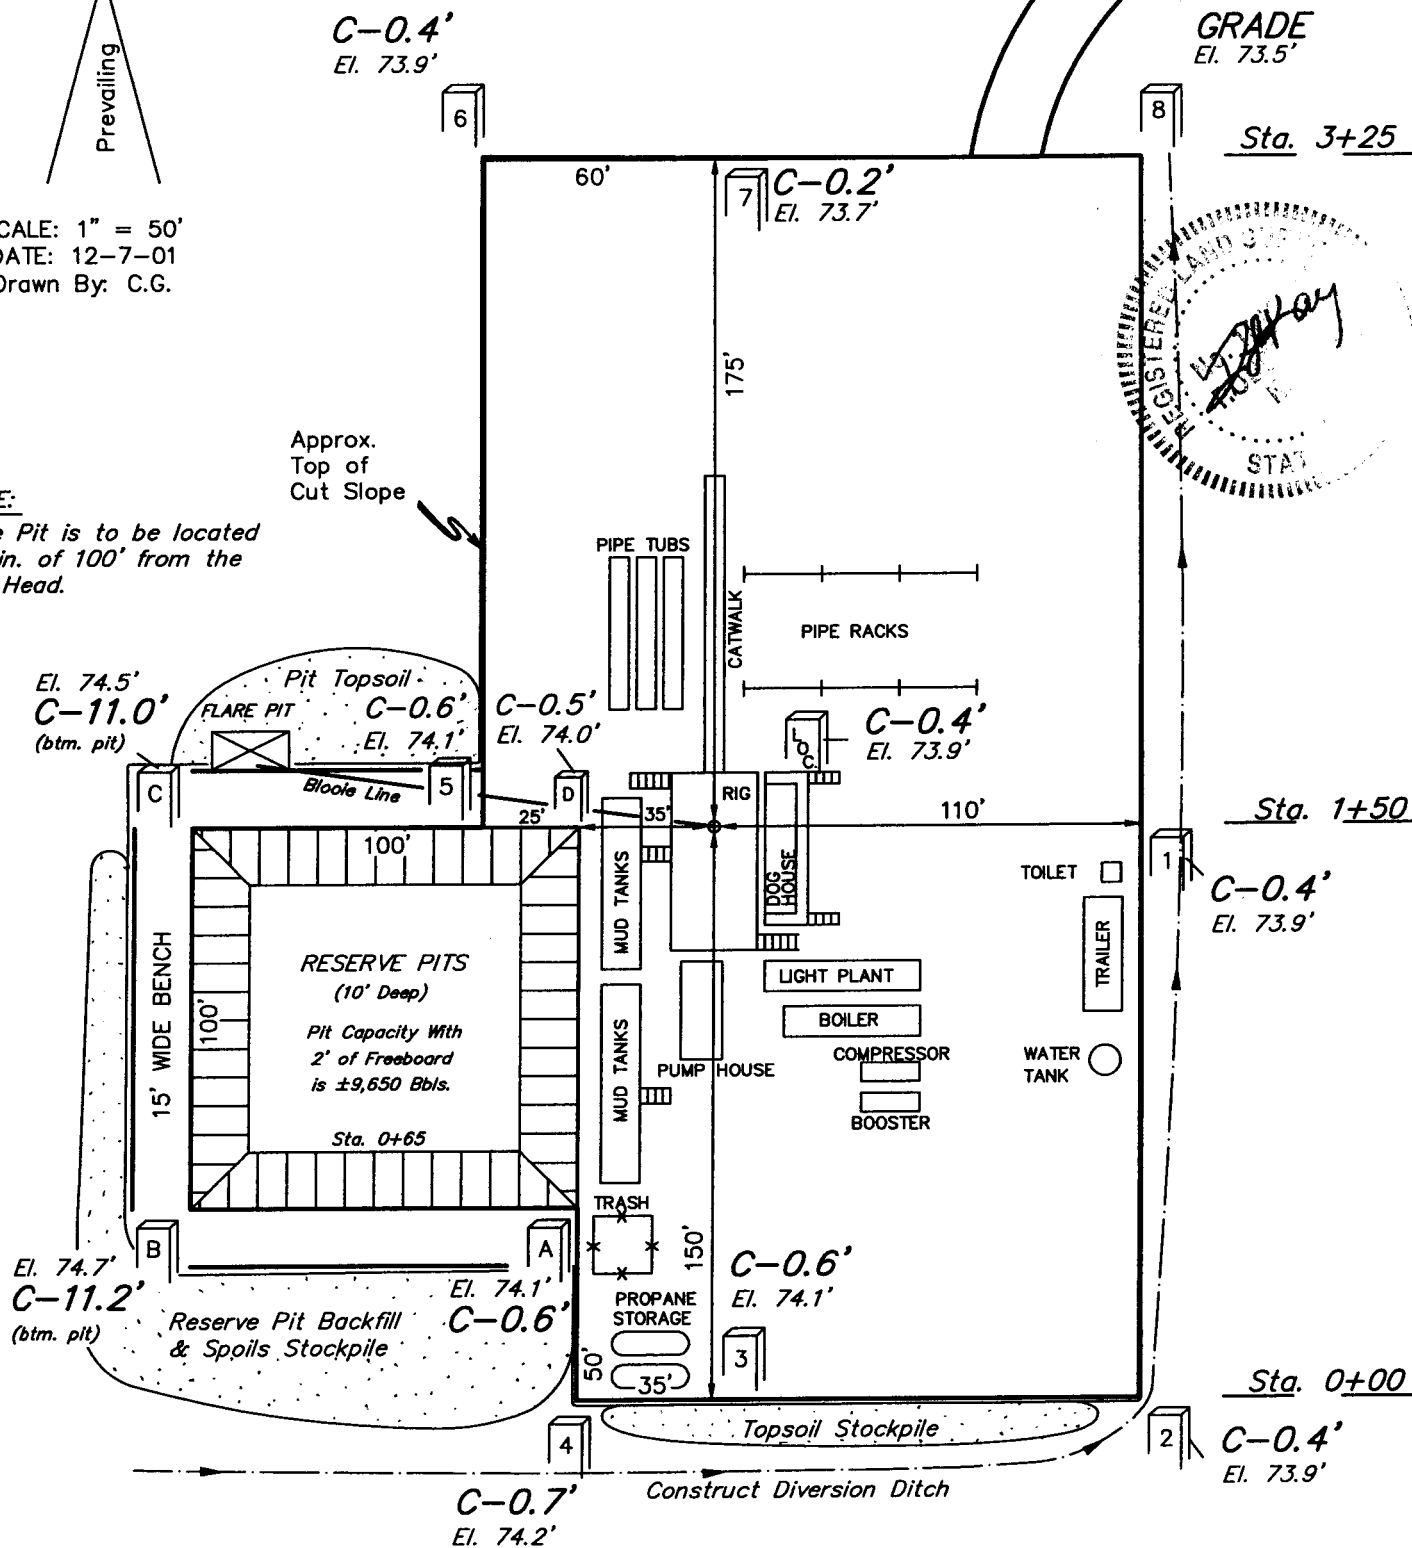 C-0.4'
El. 73.9'
6
Prevailing
GRADE
El. 73.5'
8
Sta. 3+25
60'
7
C-0.2'
El. 73.7'
CALE: 1" = 50'
DATE: 12-7-01
Drawn By: C.G.
REGISTERED LAND
STAT
175'
Approx.
Top of
Cut Slope
E:
e Pit is to be located
in. of 100' from the
Head.
PIPE TUBS
CATWALK
PIPE RACKS
El. 74.5'
C-11.0'
(btm. pit)
C
Pit Topsoil
FLARE PIT
C-0.6'
El. 74.1'
5
C-0.5'
El. 74.0'
D
LOC.
C-0.4'
El. 73.9'
Blooie Line
RIG
25'
35'
110'
Sta. 1+50
100'
1
C-0.4'
El. 73.9'
TOILET
TRAILER
DOG HOUSE
MUD TANKS
15' WIDE BENCH
100'
RESERVE PITS
(10' Deep)
Pit Capacity With
2' of Freeboard
is ±9,650 Bbls.
Sta. 0+65
LIGHT PLANT
BOILER
COMPRESSOR
BOOSTER
PUMP HOUSE
WATER
TANK
MUD TANKS
TRASH
B
El. 74.7'
C-11.2'
(btm. pit)
A
El. 74.1'
C-0.6'
150'
C-0.6'
El. 74.1'
3
PROPANE
STORAGE
50'
35'
Reserve Pit Backfill
& Spoils Stockpile
Sta. 0+00
Topsoil Stockpile
4
C-0.7'
El. 74.2'
2
C-0.4'
El. 73.9'
Construct Diversion Ditch